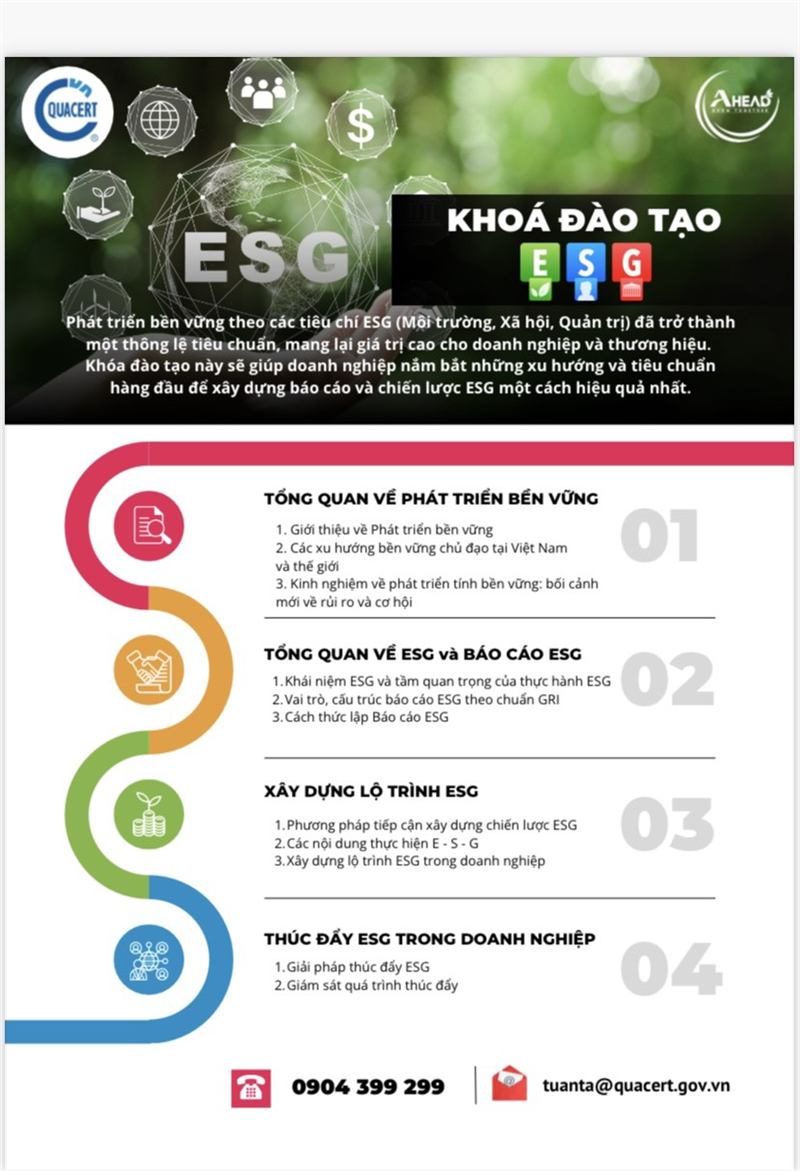 QUACERT
®
AHEAD
$
KHOÁ ĐÀO TẠO
ESG
E S G
Phát triển bền vững theo các tiêu chí ESG (Môi trường, Xã hội, Quản trị) đã trở thành
một thông lệ tiêu chuẩn, mang lại giá trị cao cho doanh nghiệp và thương hiệu.
Khóa đào tạo này sẽ giúp doanh nghiệp nắm bắt những xu hướng và tiêu chuẩn
hàng đầu để xây dựng báo cáo và chiến lược ESG một cách hiệu quả nhất.
TỔNG QUAN VỀ PHÁT TRIỂN BỀN VỮNG
01
1. Giới thiệu về Phát triển bền vững
2. Các xu hướng bền vững chủ đạo tại Việt Nam
và thế giới
3. Kinh nghiệm về phát triển tính bền vững: bối cảnh
mới về rủi ro và cơ hội
TỔNG QUAN VỀ ESG và BÁO CÁO ESG
02
1. Khái niệm ESG và tầm quan trọng của thực hành ESG
2. Vai trò, cấu trúc báo cáo ESG theo chuẩn GRI
3. Cách thức lập Báo cáo ESG
XÂY DỰNG LỘ TRÌNH ESG
03
1. Phương pháp tiếp cận xây dựng chiến lược ESG
2. Các nội dung thực hiện E - S - G
3. Xây dựng lộ trình ESG trong doanh nghiệp
THÚC ĐẨY ESG TRONG DOANH NGHIỆP
04
1. Giải pháp thúc đẩy ESG
2. Giám sát quá trình thúc đẩy
0904 399 299
@
tuanta@quacert.gov.vn